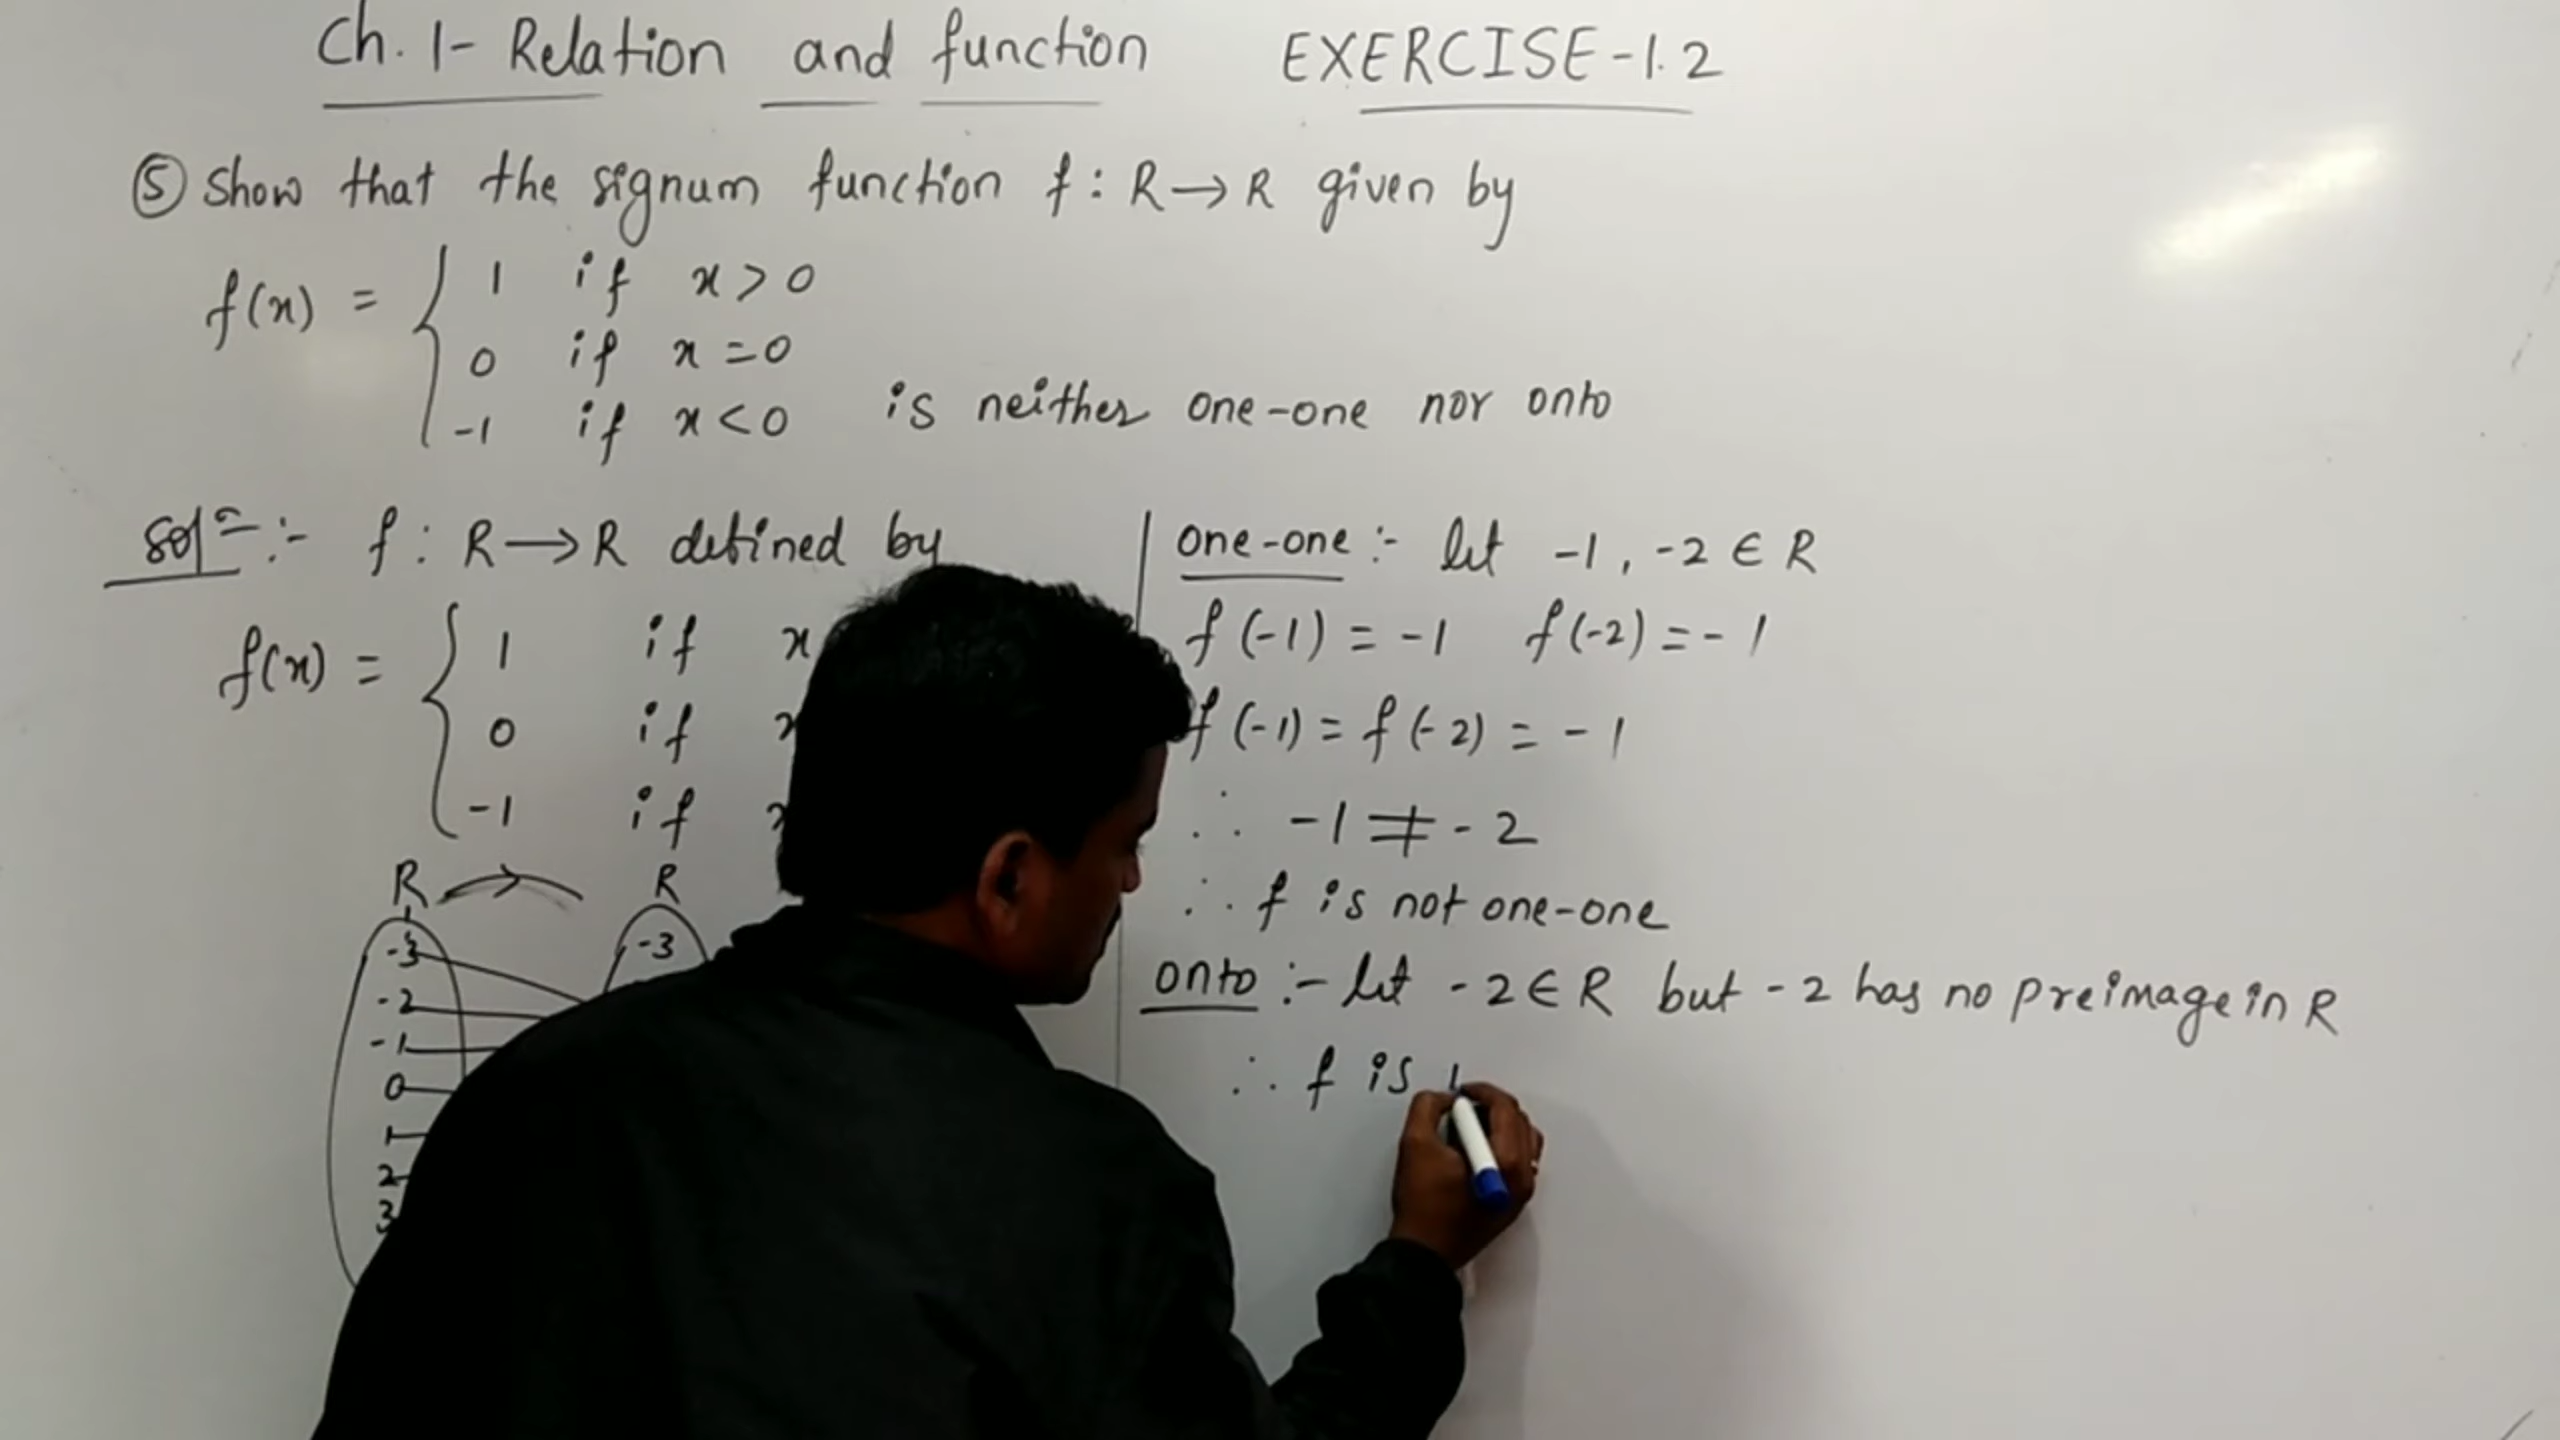 Ch. 1- Relation and function EXERCISE-1.2
⑤ Show that the signum function f : R→R given by
f(x) = { 1 if x > 0
0 if x = 0
-1 if x < 0 is neither one-one nor onto
solⁿ :- f : R→R defined by
f(x) = { 1 if x
0 if x
-1 if x
R → R
-3 -3
-2
-1
0
1
2
3
one-one :- let -1, -2 ∈ R
f(-1) = -1 f(-2) = -1
f(-1) = f(-2) = -1
∴ -1 ≠ -2
∴ f is not one-one
onto :- let -2 ∈ R but -2 has no preimage in R
∴ f is